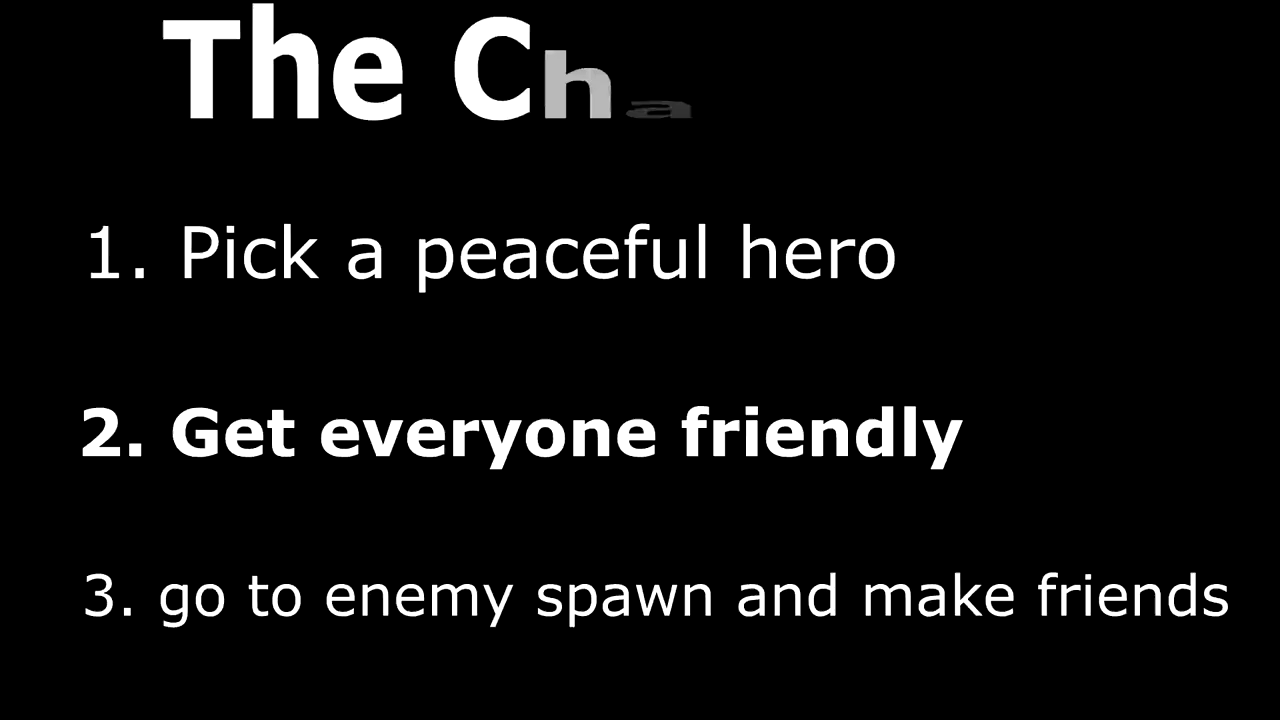 The Cha
1. Pick a peaceful hero
2. Get everyone friendly
3. go to enemy spawn and make friends